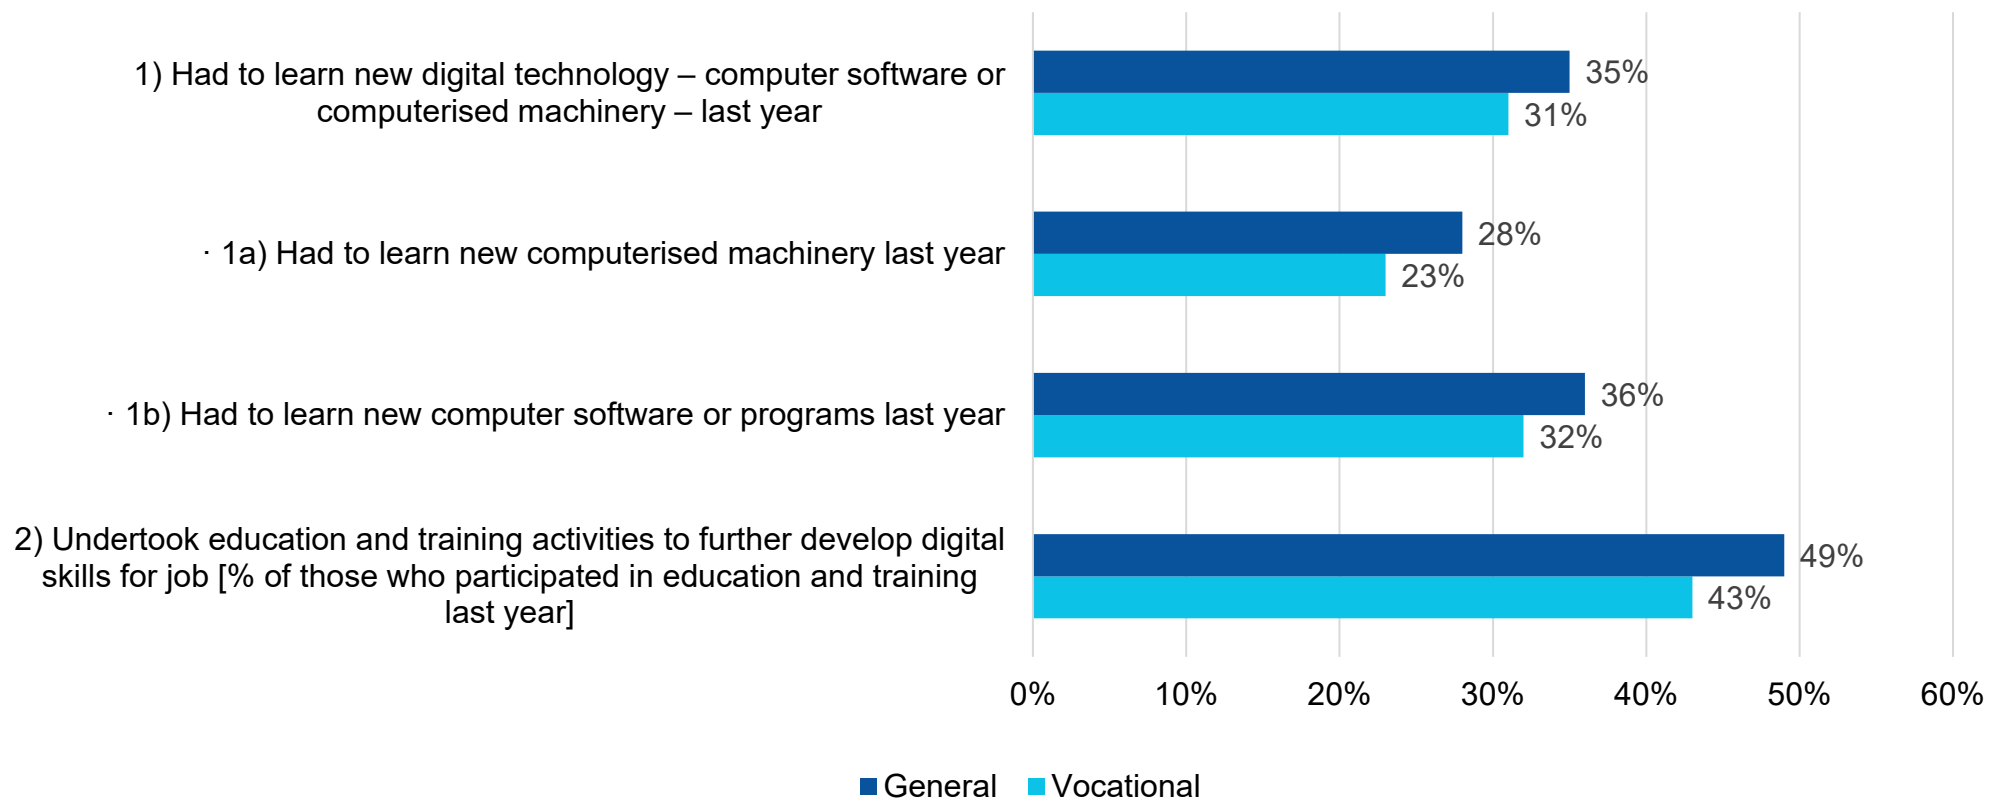 1) Had to learn new digital technology – computer software or
computerised machinery – last year
35%
31%
· 1a) Had to learn new computerised machinery last year
28%
23%
· 1b) Had to learn new computer software or programs last year
36%
32%
2) Undertook education and training activities to further develop digital
skills for job [% of those who participated in education and training
last year]
49%
43%
0% 10% 20% 30% 40% 50% 60%
General Vocational